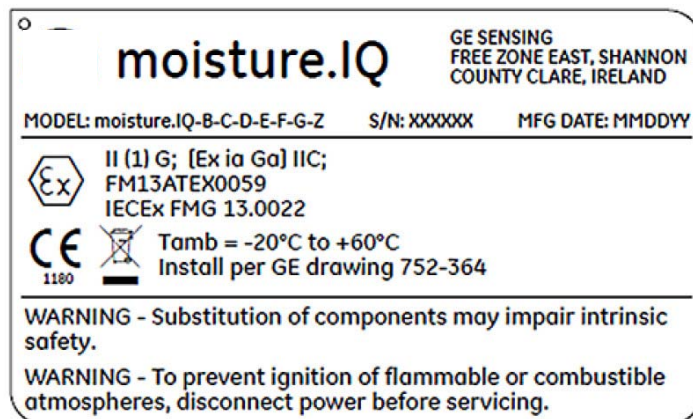 moisture.IQ
GE SENSING
FREE ZONE EAST, SHANNON
COUNTY CLARE, IRELAND
MODEL: moisture.IQ-B-C-D-E-F-G-Z S/N: XXXXXX MFG DATE: MMDDYY
Ex
II (1) G; [Ex ia Ga] IIC;
FM13ATEX0059
IECEx FMG 13.0022
CE
1180
Tamb = -20°C to +60°C
Install per GE drawing 752-364
WARNING - Substitution of components may impair intrinsic
safety.
WARNING - To prevent ignition of flammable or combustible
atmospheres, disconnect power before servicing.